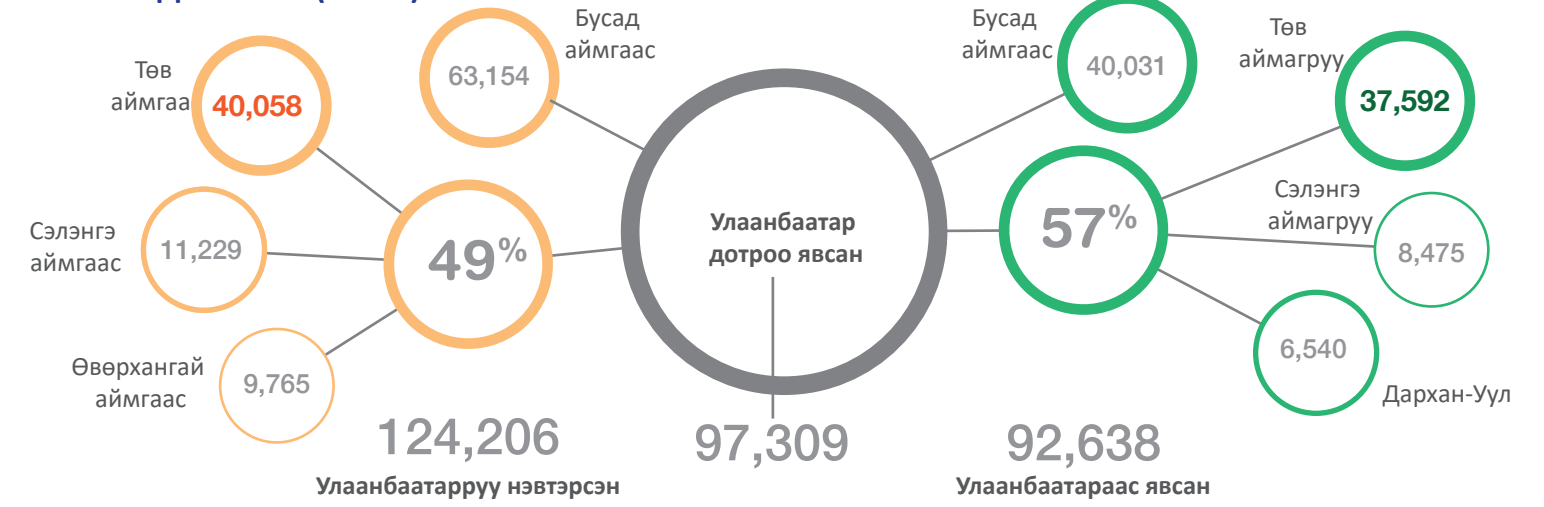 Бусад
аймгаас
63,154
Төв
аймгаа
40,058
Сэлэнгэ
аймгаас
11,229
49%
Өвөрхангай
аймгаас
9,765
124,206
Улаанбаатарруу нэвтэрсэн
Улаанбаатар
дотроо явсан
97,309
Бусад
аймгаас
40,031
Төв
аймагруу
37,592
57%
Сэлэнгэ
аймагруу
8,475
6,540
Дархан-Уул
92,638
Улаанбаатараас явсан